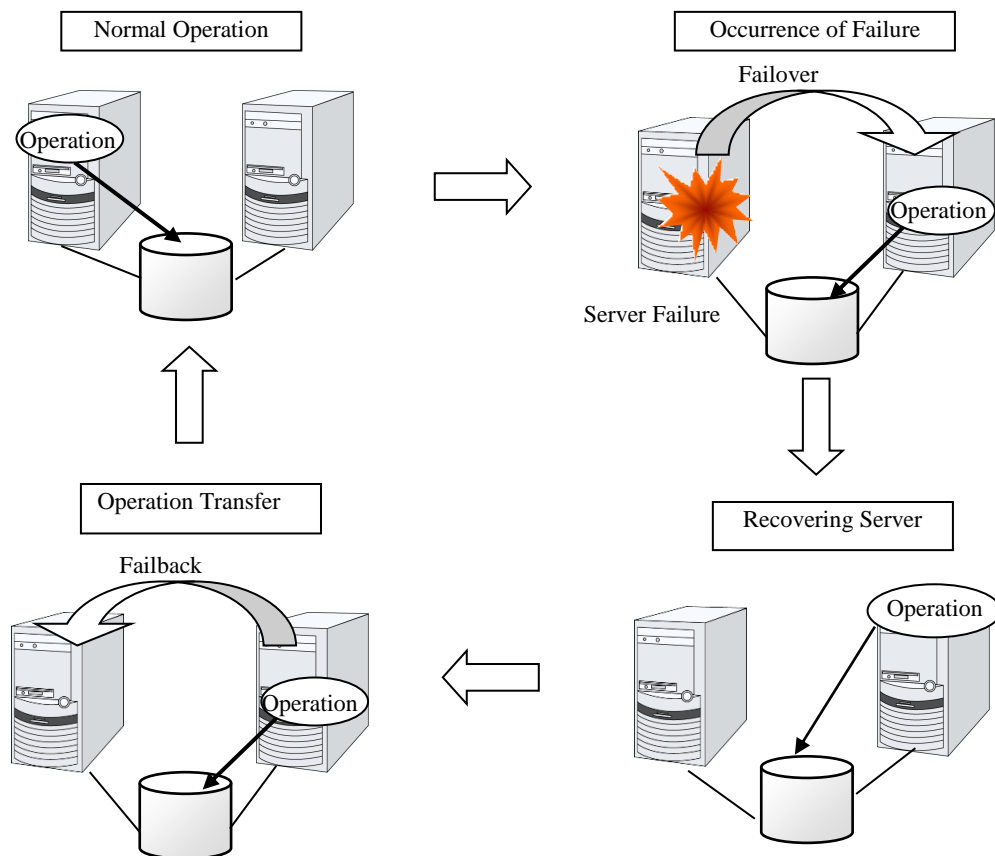 Normal Operation
Occurrence of Failure
Failover
Operation
Operation
Server Failure
Operation Transfer
Recovering Server
Failback
Operation
Operation